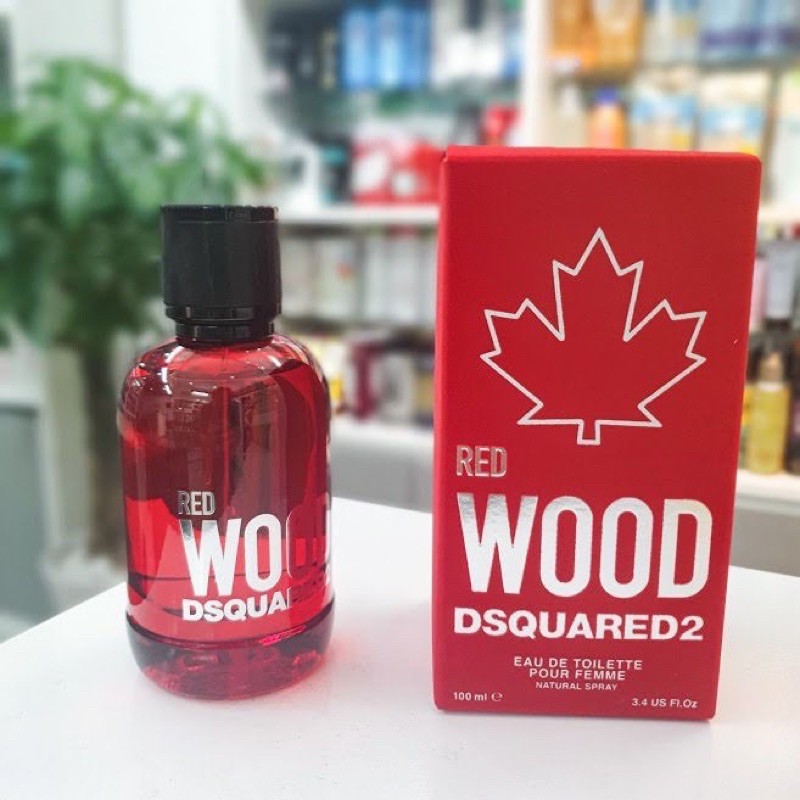 RED
WOO
DSQUA
RED
WOOD
DSQUARED2
EAU DE TOILETTE
POUR FEMME
NATURAL SPRAY
100 ml ℮
3.4 US Fl.Oz